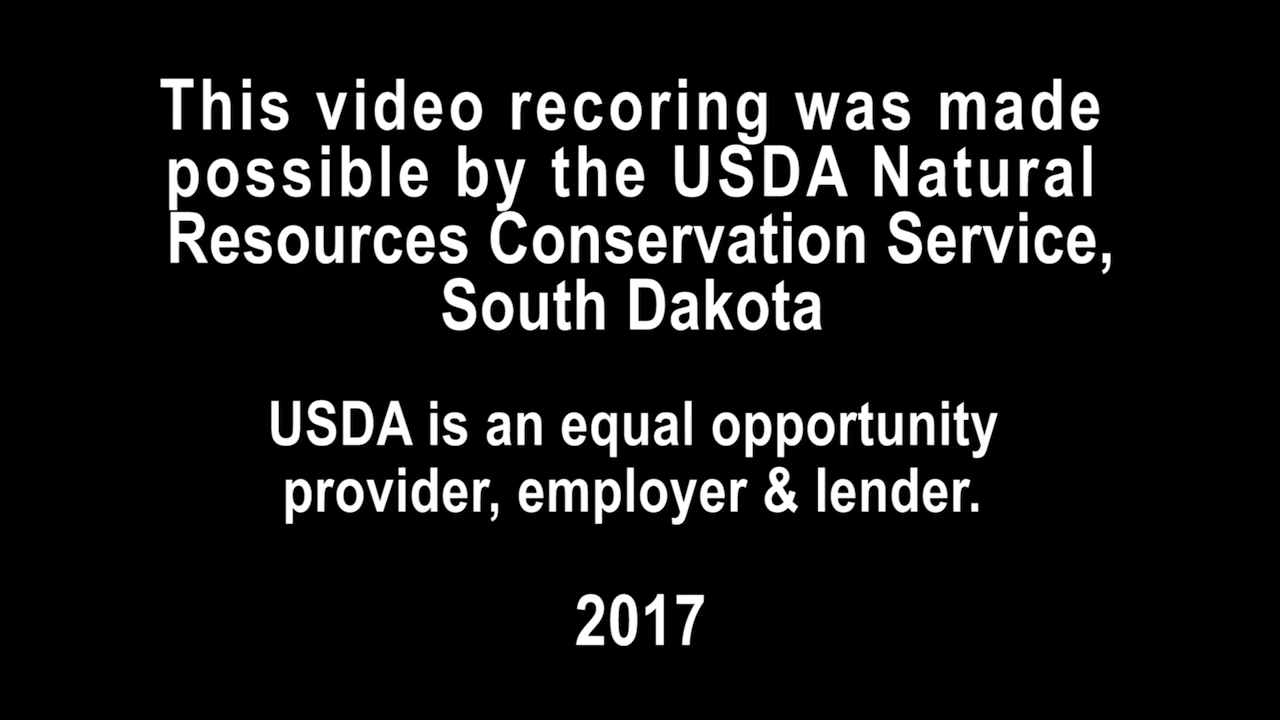 This video recoring was made
possible by the USDA Natural
Resources Conservation Service,
South Dakota
USDA is an equal opportunity
provider, employer & lender.
2017